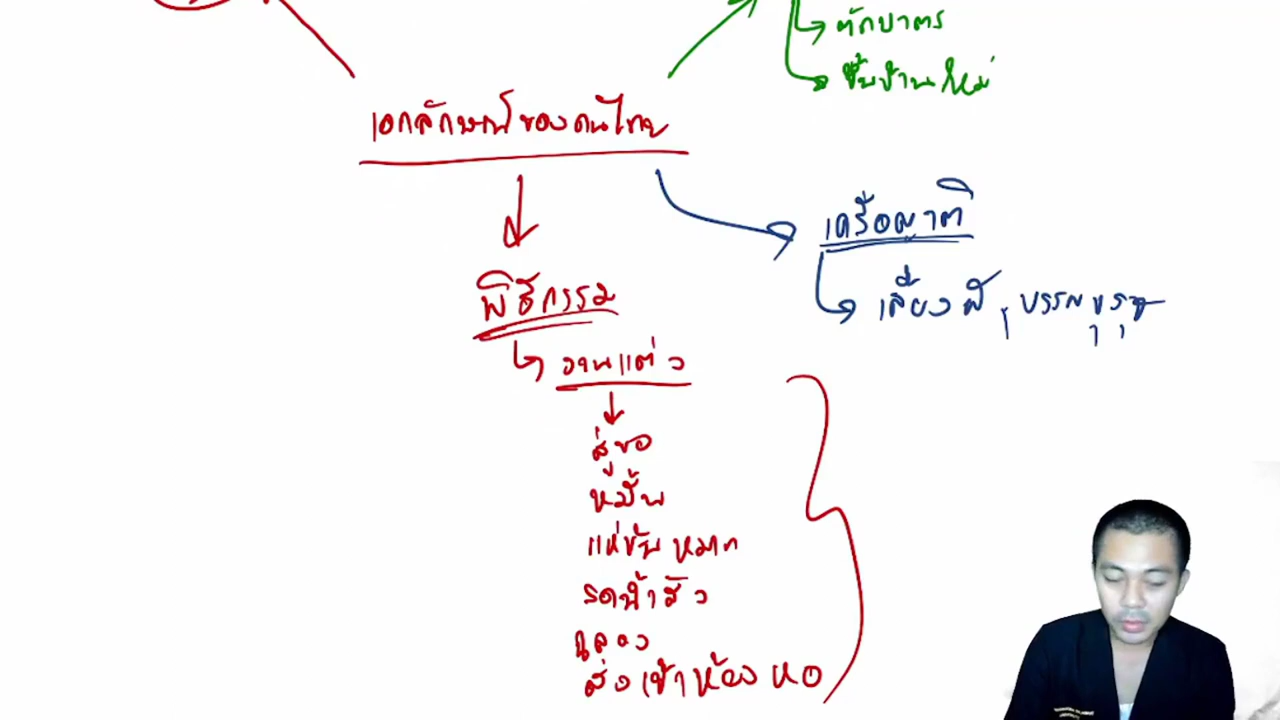 ตักบาตร
ขึ้นบ้านใหม่
เอกลักษณ์ของคนไทย
เครือญาติ
พิธีกรรม
เลี้ยงผี บรรพบุรุษ
งานแต่ง
สู่ขอ
หมั้น
แห่ขันหมาก
รดน้ำสังข์
ฉลอง
ส่งเข้าห้องหอ